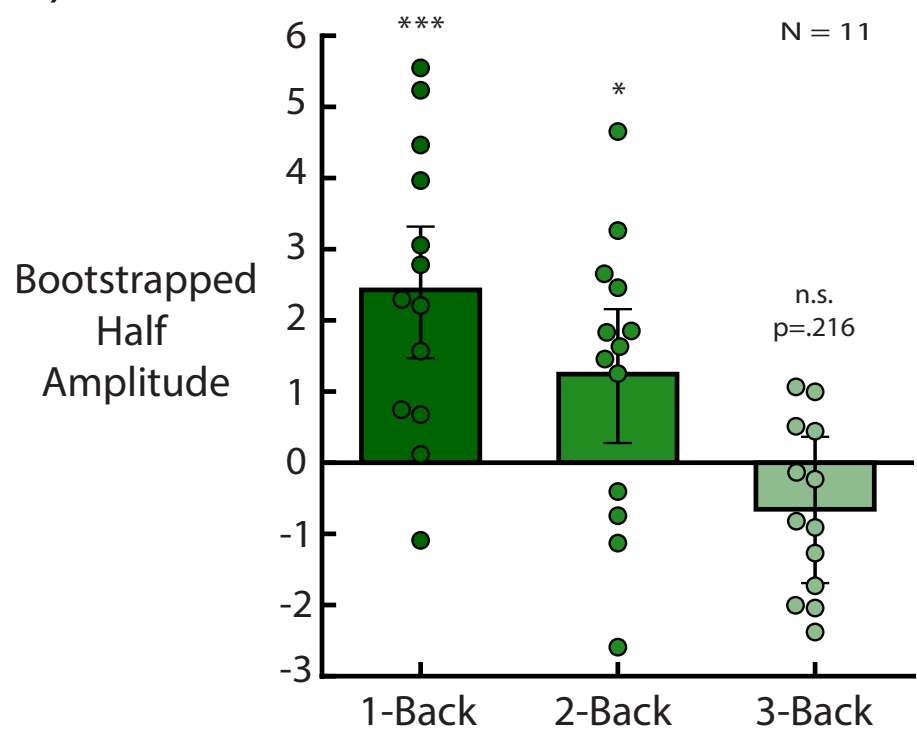 ***
N = 11
6
5
4
3
2
1
0
-1
-2
-3
*
n.s.
p=.216
Bootstrapped
Half
Amplitude
1-Back
2-Back
3-Back